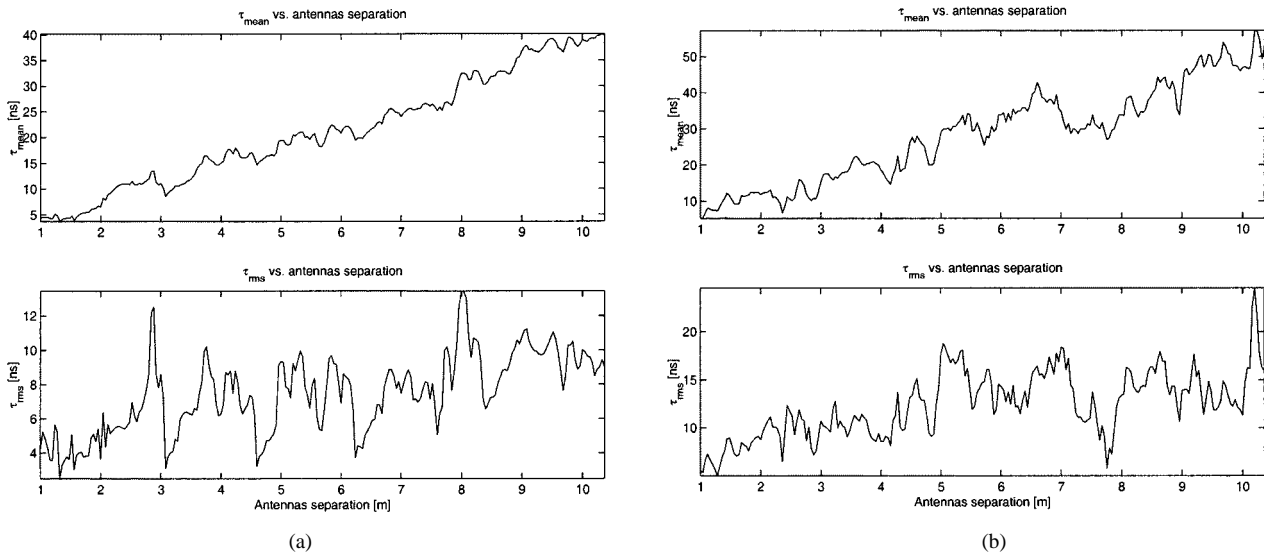 τmean vs. antennas separation
40
35
30
25
20
15
10
5
τmean [ns]
1 2 3 4 5 6 7 8 9 10
τrms vs. antennas separation
12
10
8
6
4
τrms [ns]
1 2 3 4 5 6 7 8 9 10
Antennas separation [m]
(a)
τmean vs. antennas separation
50
40
30
20
10
τmean [ns]
1 2 3 4 5 6 7 8 9 10
τrms vs. antennas separation
20
15
10
τrms [ns]
1 2 3 4 5 6 7 8 9 10
Antennas separation [m]
(b)